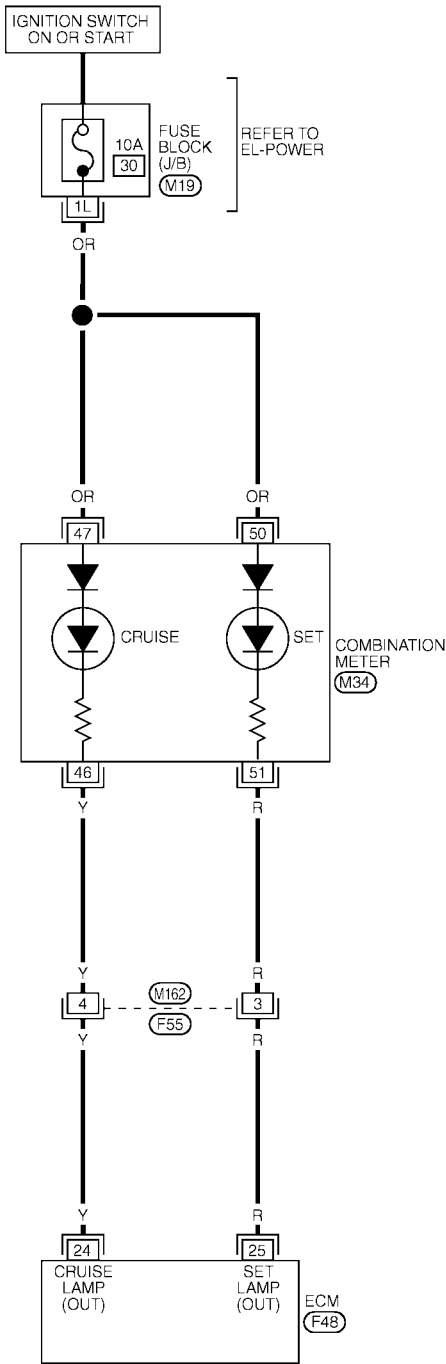 IGNITION SWITCH
ON OR START
10A
30
FUSE
BLOCK
(J/B)
M19
REFER TO
EL-POWER
1L
OR
OR
OR
47
50
CRUISE
SET
COMBINATION
METER
M34
46
51
Y
R
Y
R
4
M162
3
F55
Y
R
Y
R
24
25
CRUISE
LAMP
(OUT)
SET
LAMP
(OUT)
ECM
F48